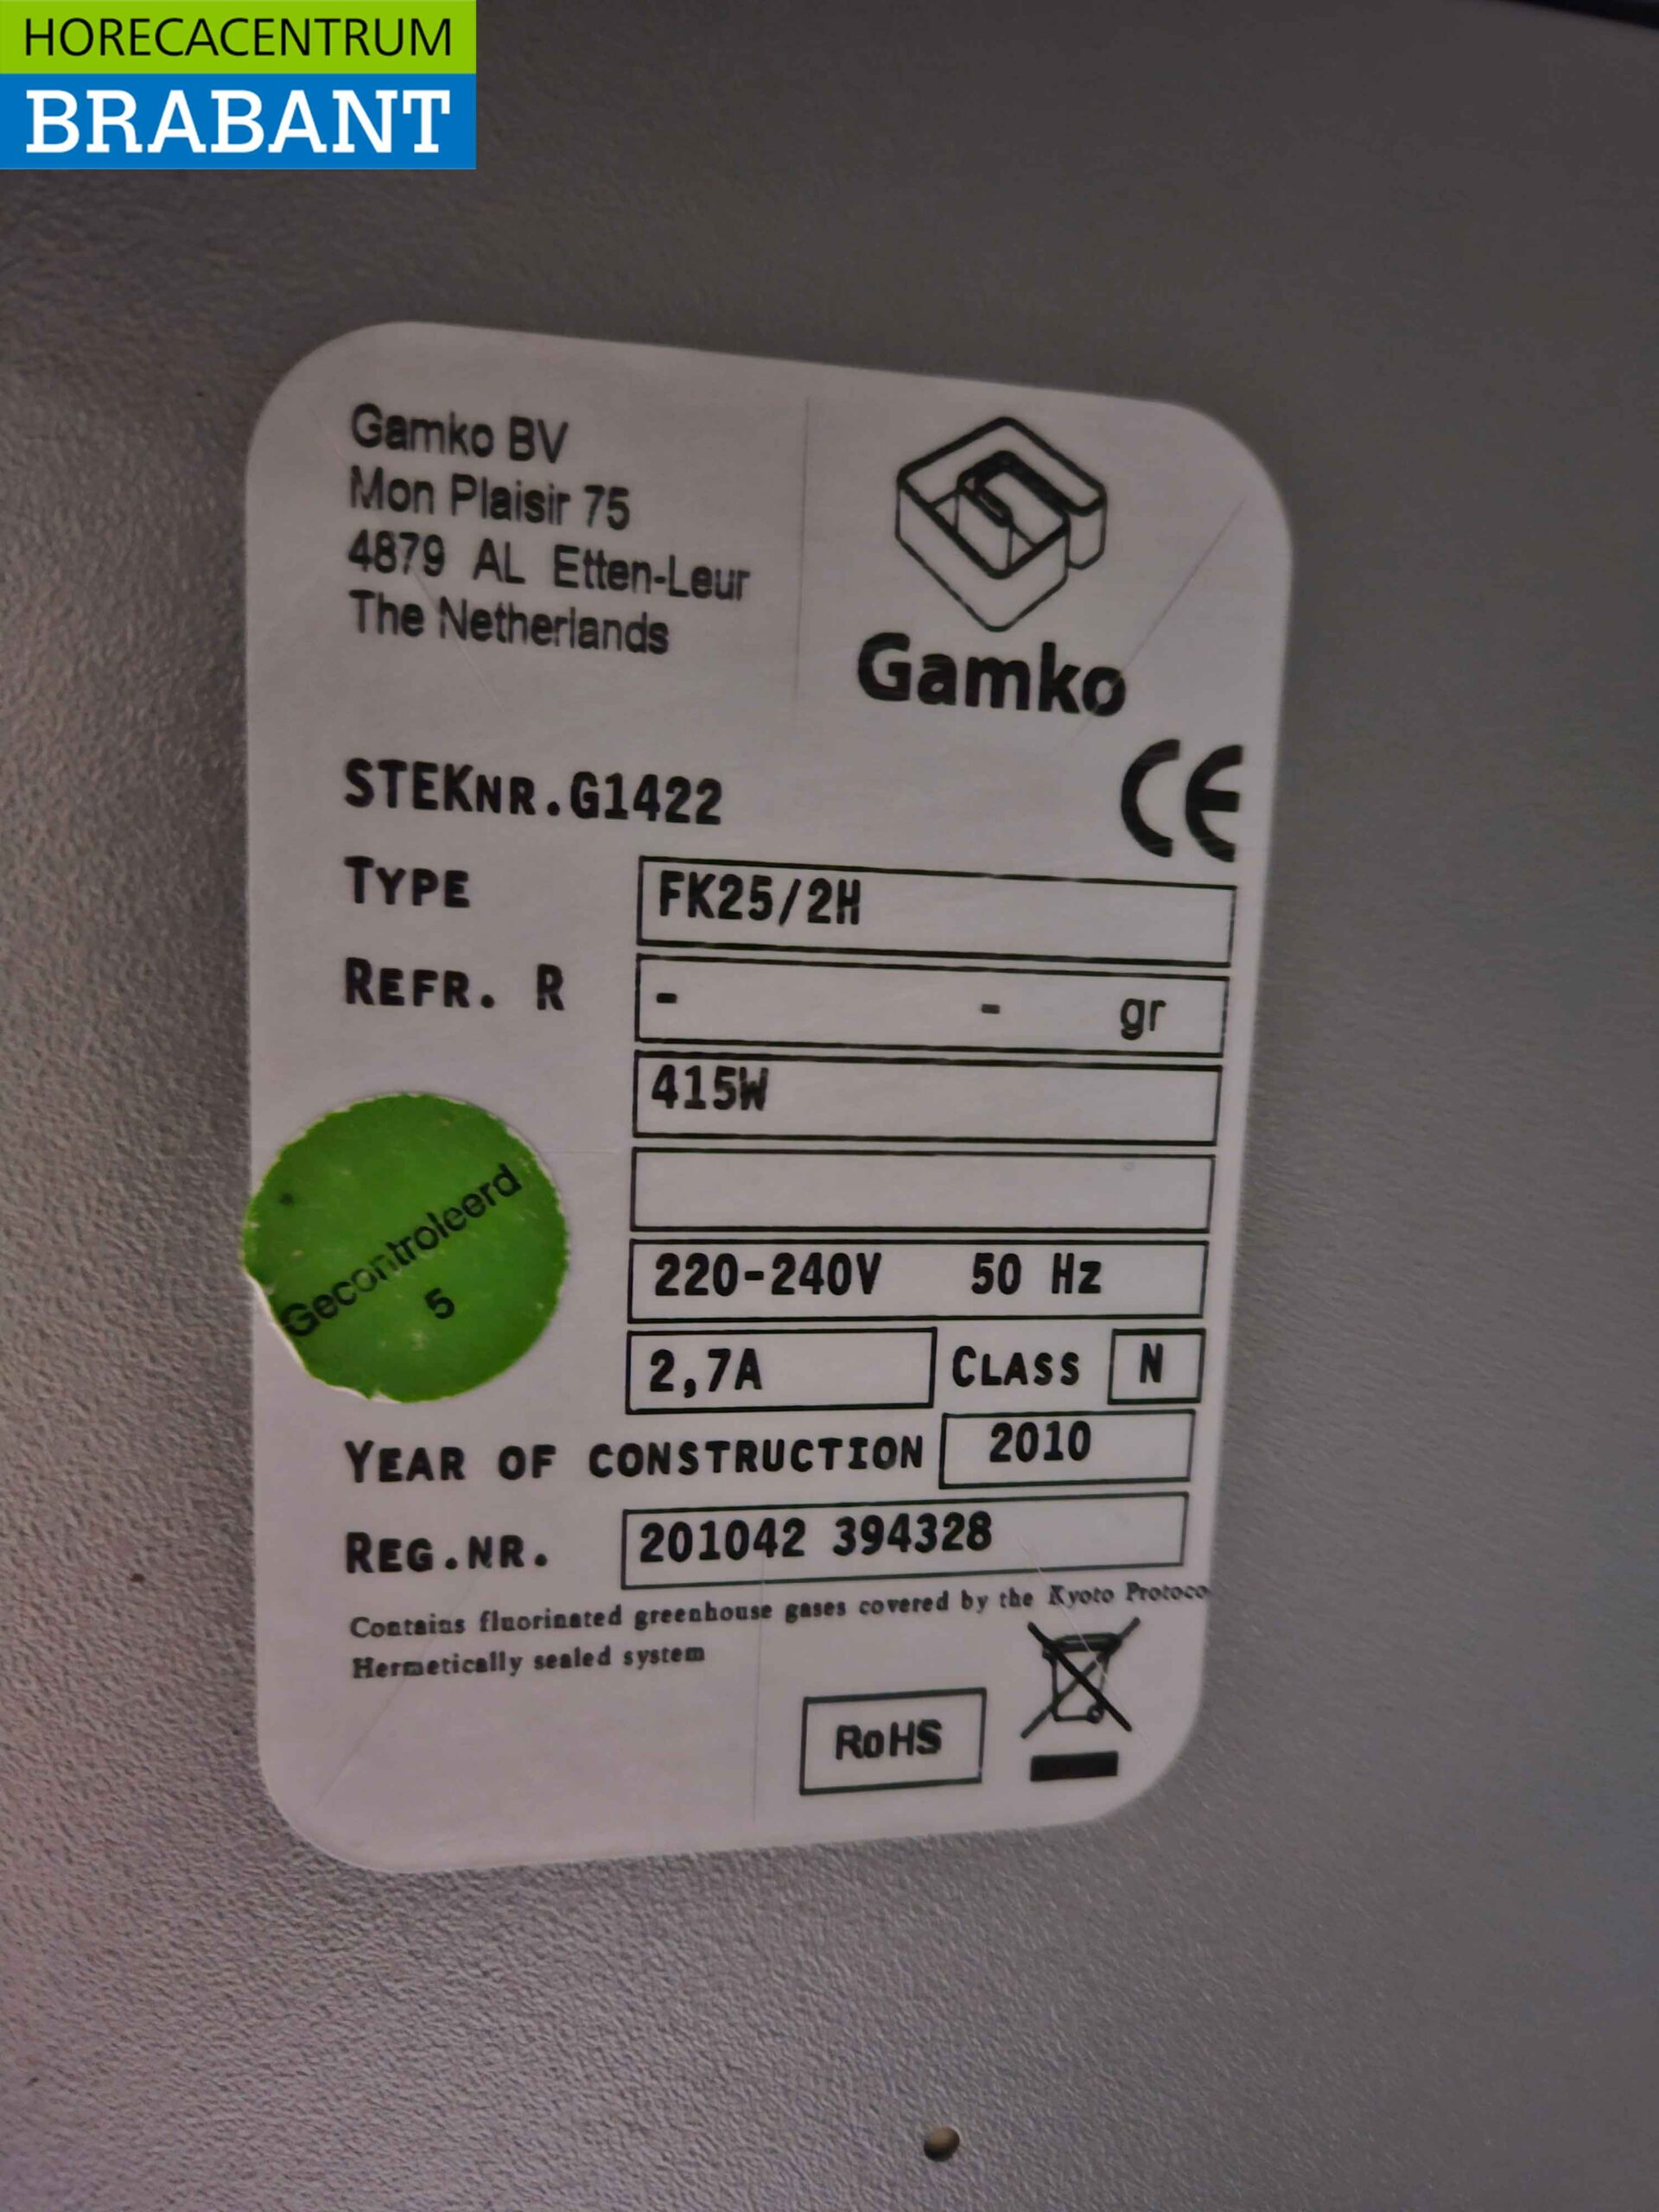 HORECACENTRUM
BRABANT
Gamko BV
Mon Plaisir 75
4879 AL Etten-Leur
The Netherlands
Gamko
CE
STEKNR.G1422
TYPE FK25/2H
REFR. R - - gr
415W
220-240V 50 Hz
2,7A CLASS N
YEAR OF CONSTRUCTION 2010
REG.NR. 201042 394328
Contains fluorinated greenhouse gases covered by the Kyoto Protoco
Hermetically sealed system
RoHS
Gecontroleerd
5